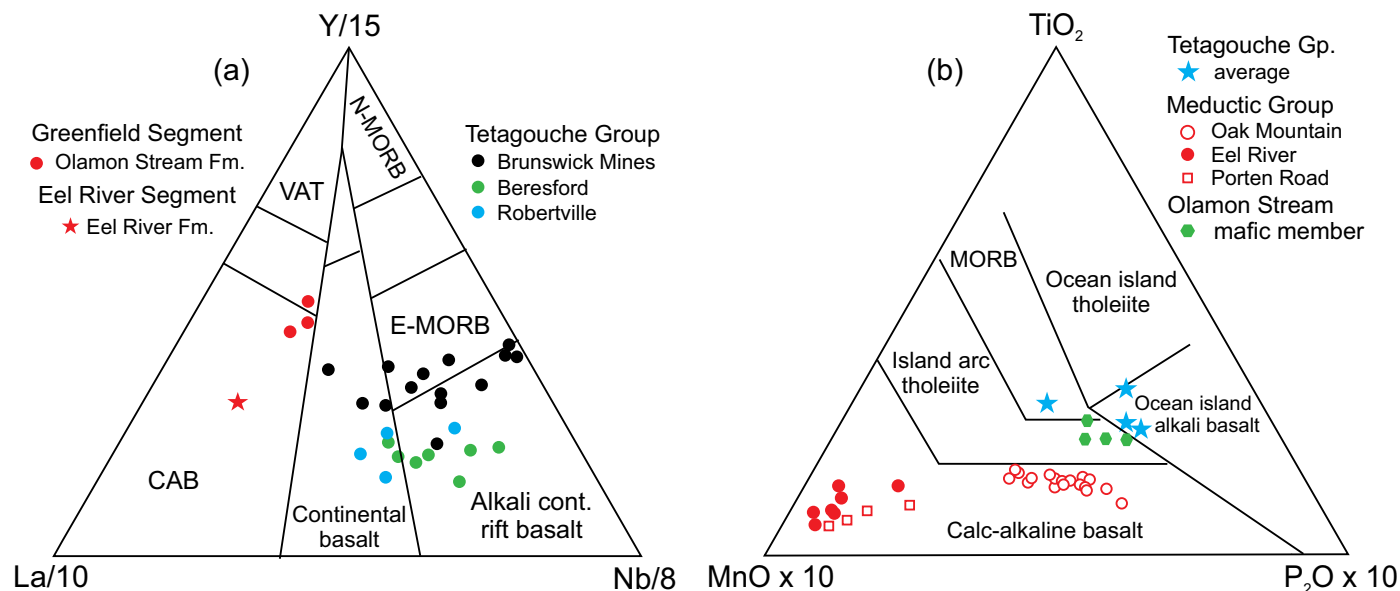 Y/15
(a)
Greenfield Segment
Olamon Stream Fm.
Eel River Segment
Eel River Fm.
Tetagouche Group
Brunswick Mines
Beresford
Robertville
N-MORB
VAT
E-MORB
CAB
Continental
basalt
Alkali cont.
rift basalt
La/10
Nb/8
TiO₂
(b)
Tetagouche Gp.
average
Meductic Group
Oak Mountain
Eel River
Porten Road
Olamon Stream
mafic member
MORB
Ocean island
tholeiite
Island arc
tholeiite
Ocean island
alkali basalt
Calc-alkaline basalt
MnO x 10
P₂O x 10